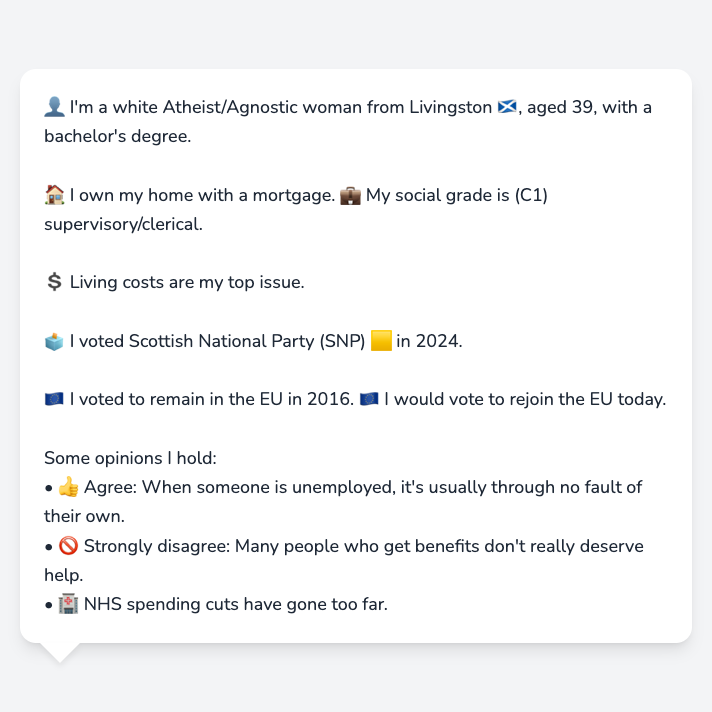 👤 I'm a white Atheist/Agnostic woman from Livingston 🏴󠁧󠁢󠁳󠁣󠁴󠁿, aged 39, with a
bachelor's degree.
🏠 I own my home with a mortgage. 💼 My social grade is (C1)
supervisory/clerical.
💲 Living costs are my top issue.
🗳️ I voted Scottish National Party (SNP) 🟨 in 2024.
🇪🇺 I voted to remain in the EU in 2016. 🇪🇺 I would vote to rejoin the EU today.
Some opinions I hold:
• 👍 Agree: When someone is unemployed, it's usually through no fault of
their own.
• 🚫 Strongly disagree: Many people who get benefits don't really deserve
help.
• 🏥 NHS spending cuts have gone too far.